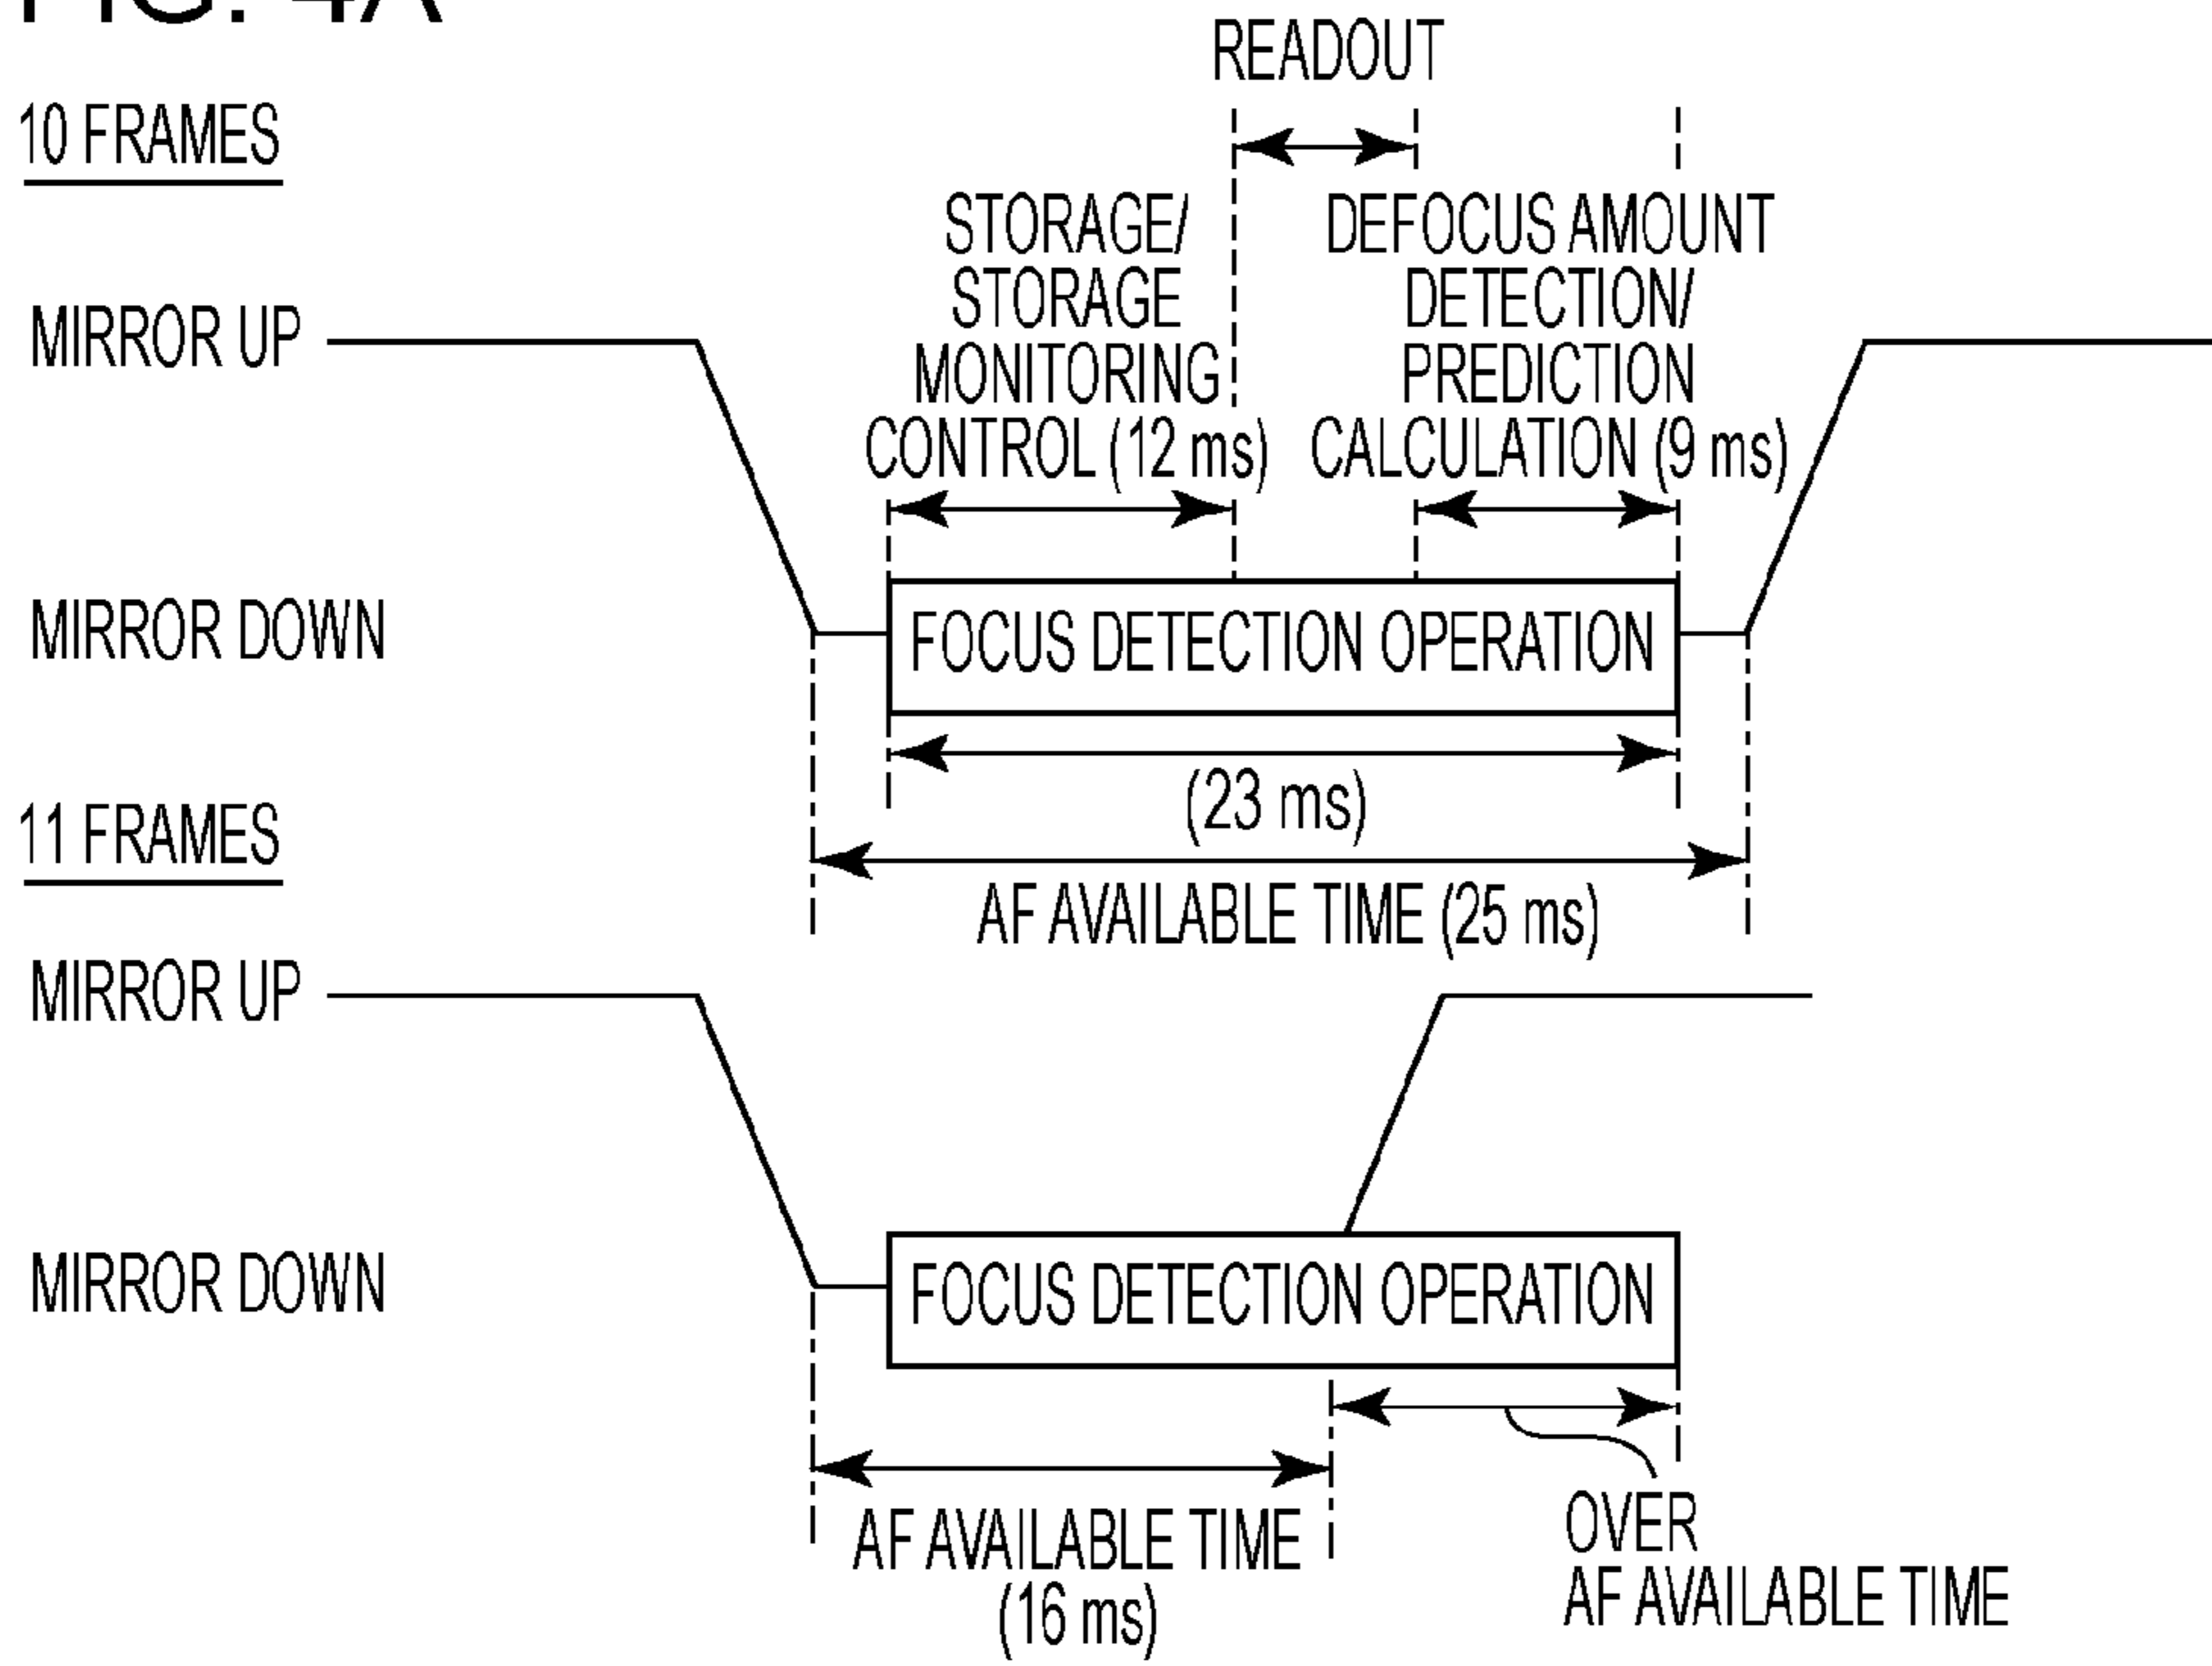 FIG. 4A
10 FRAMES
READOUT
STORAGE/
STORAGE
MONITORING
CONTROL (12 ms)
DEFOCUS AMOUNT
DETECTION/
PREDICTION
CALCULATION (9 ms)
MIRROR UP
MIRROR DOWN
FOCUS DETECTION OPERATION
(23 ms)
AF AVAILABLE TIME (25 ms)
11 FRAMES
MIRROR UP
MIRROR DOWN
FOCUS DETECTION OPERATION
AF AVAILABLE TIME
(16 ms)
OVER
AF AVAILABLE TIME